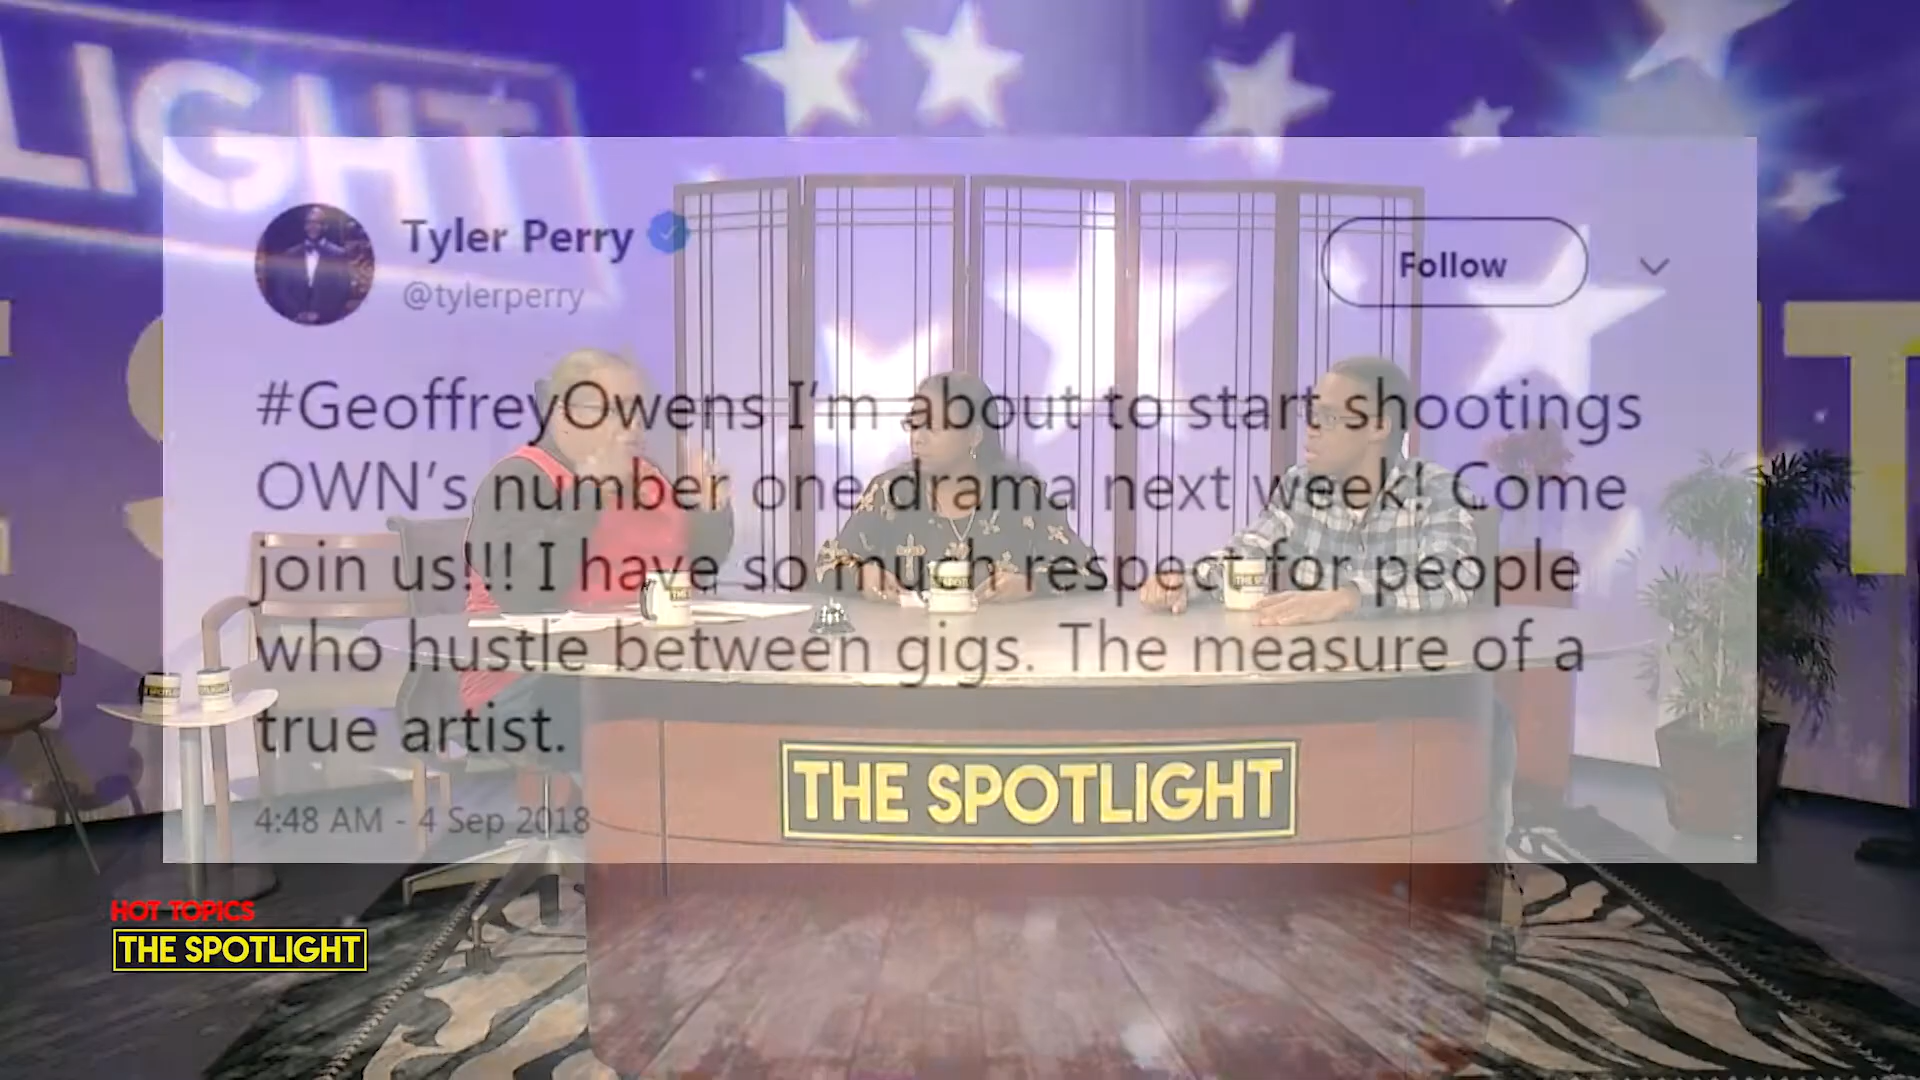 LIGHT
Tyler Perry
@tylerperry
Follow
#GeoffreyOwens I'm about to start shootings
OWN's number one drama next week! Come
join us!!! I have so much respect for people
who hustle between gigs. The measure of a
true artist.
4:48 AM - 4 Sep 2018
THE SPOTLIGHT
HOT TOPICS
THE SPOTLIGHT